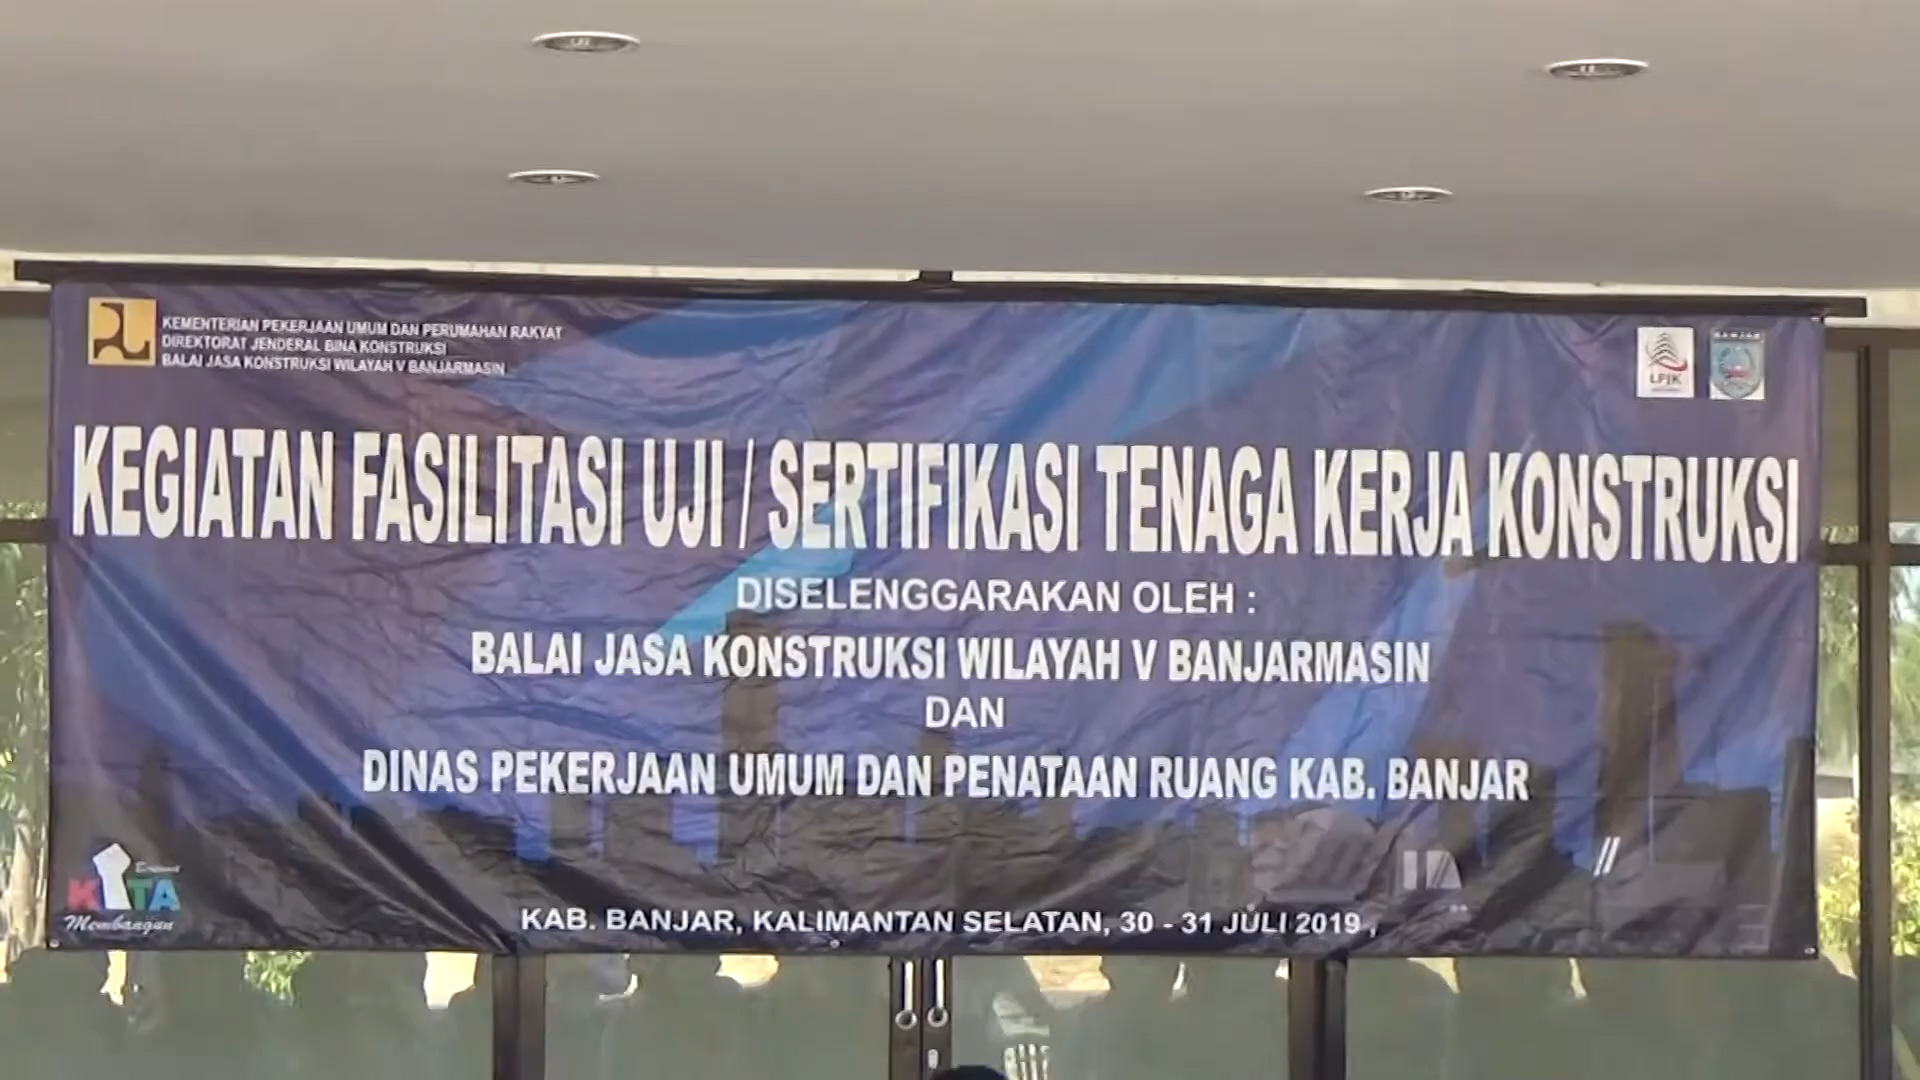 KEMENTERIAN PEKERJAAN UMUM DAN PERUMAHAN RAKYAT
DIREKTORAT JENDERAL BINA KONSTRUKSI
BALAI JASA KONSTRUKSI WILAYAH V BANJARMASIN
LPJK
BANJAR
KEGIATAN FASILITASI UJI / SERTIFIKASI TENAGA KERJA KONSTRUKSI
DISELENGGARAKAN OLEH :
BALAI JASA KONSTRUKSI WILAYAH V BANJARMASIN
DAN
DINAS PEKERJAAN UMUM DAN PENATAAN RUANG KAB. BANJAR
KITA
Membangun
KAB. BANJAR, KALIMANTAN SELATAN, 30 - 31 JULI 2019 ,